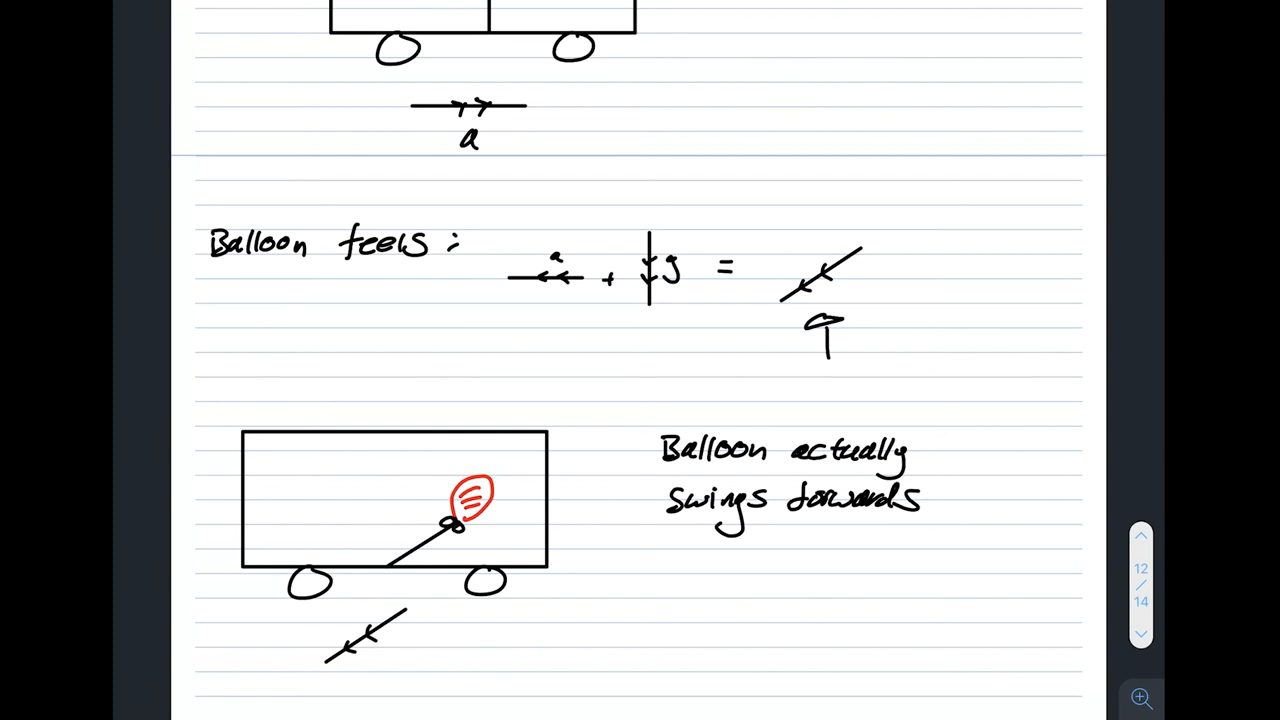 a
Balloon feels :
a + g =
Balloon actually
swings forwards
12
/
14